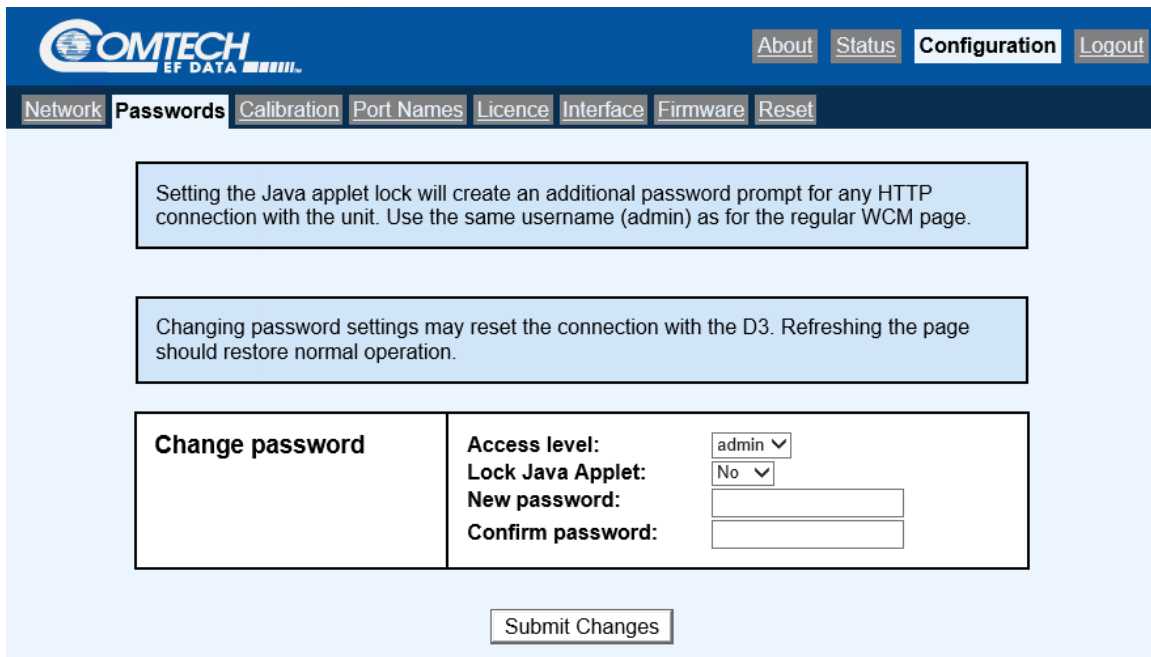 COMTECH
EF DATA
About Status Configuration Logout
Network Passwords Calibration Port Names Licence Interface Firmware Reset
Setting the Java applet lock will create an additional password prompt for any HTTP
connection with the unit. Use the same username (admin) as for the regular WCM page.
Changing password settings may reset the connection with the D3. Refreshing the page
should restore normal operation.
Change password
Access level: admin
Lock Java Applet: No
New password:
Confirm password:
Submit Changes